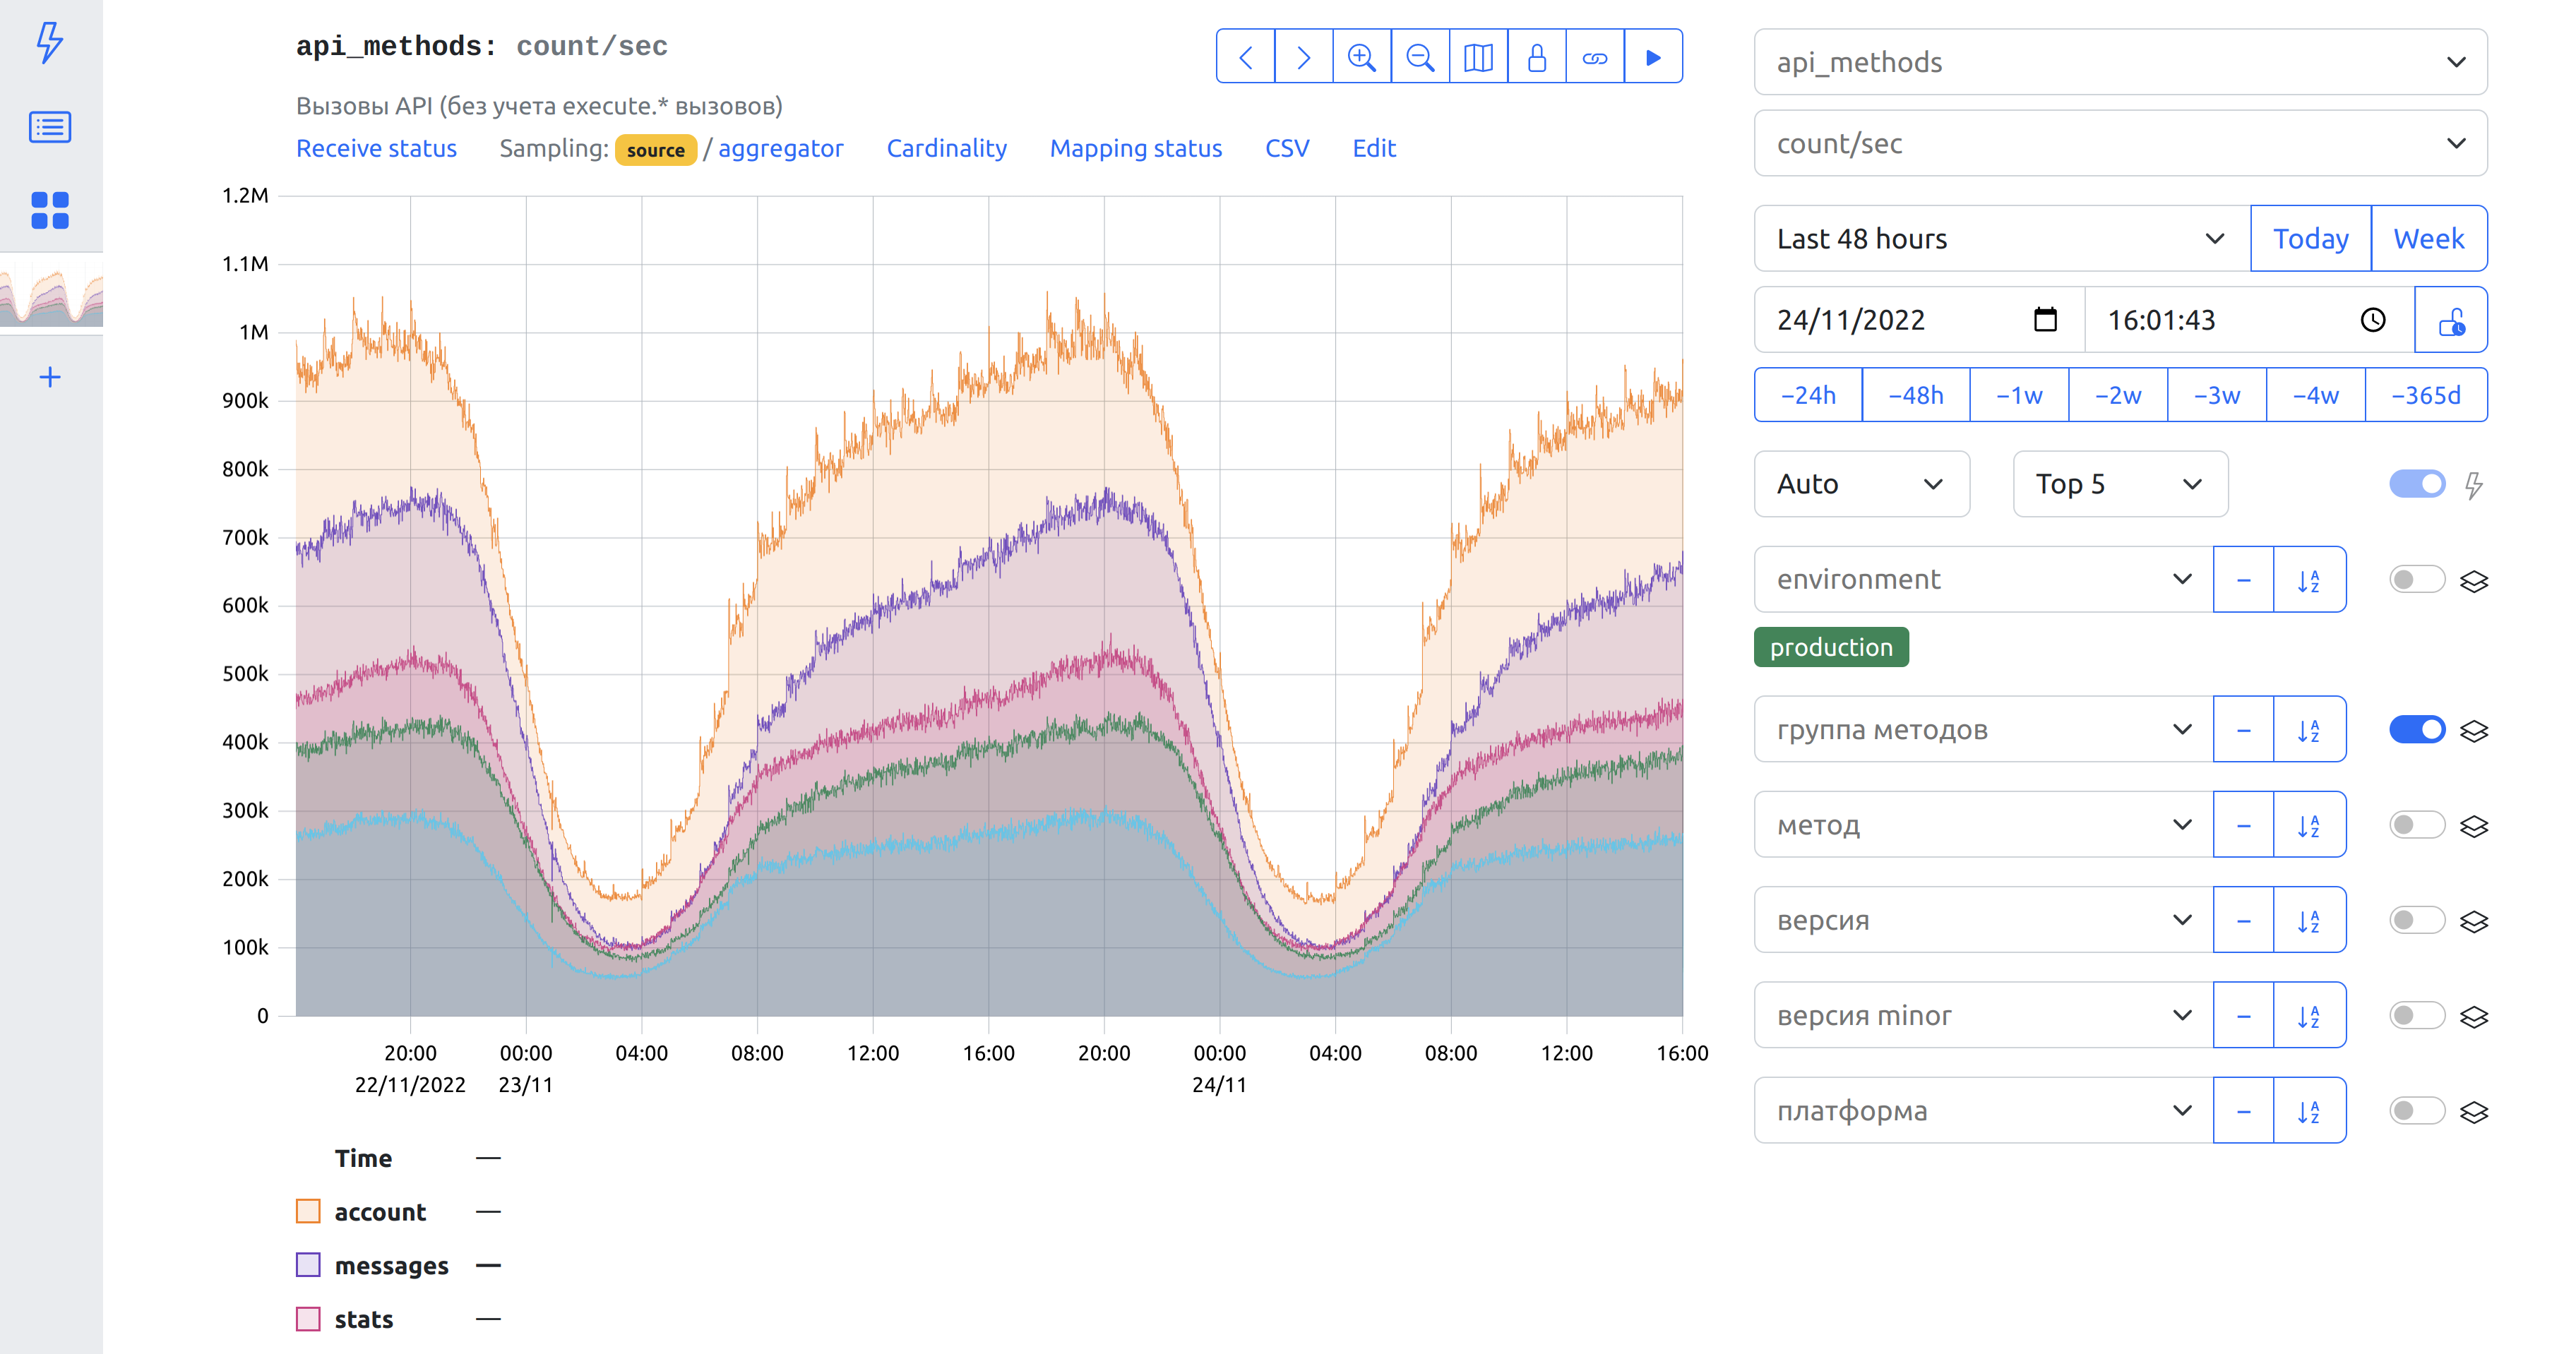 api_methods: count/sec
Вызовы API (без учета execute.* вызовов)
Receive status Sampling: source / aggregator Cardinality Mapping status CSV Edit
1.2M
1.1M
1M
900k
800k
700k
600k
500k
400k
300k
200k
100k
0
20:00 00:00 04:00 08:00 12:00 16:00 20:00 00:00 04:00 08:00 12:00 16:00
22/11/2022 23/11 24/11
Time —
account —
messages —
stats —
api_methods
count/sec
Last 48 hours Today Week
24/11/2022 16:01:43
−24h −48h −1w −2w −3w −4w −365d
Auto Top 5
environment
production
группа методов
метод
версия
версия minor
платформа